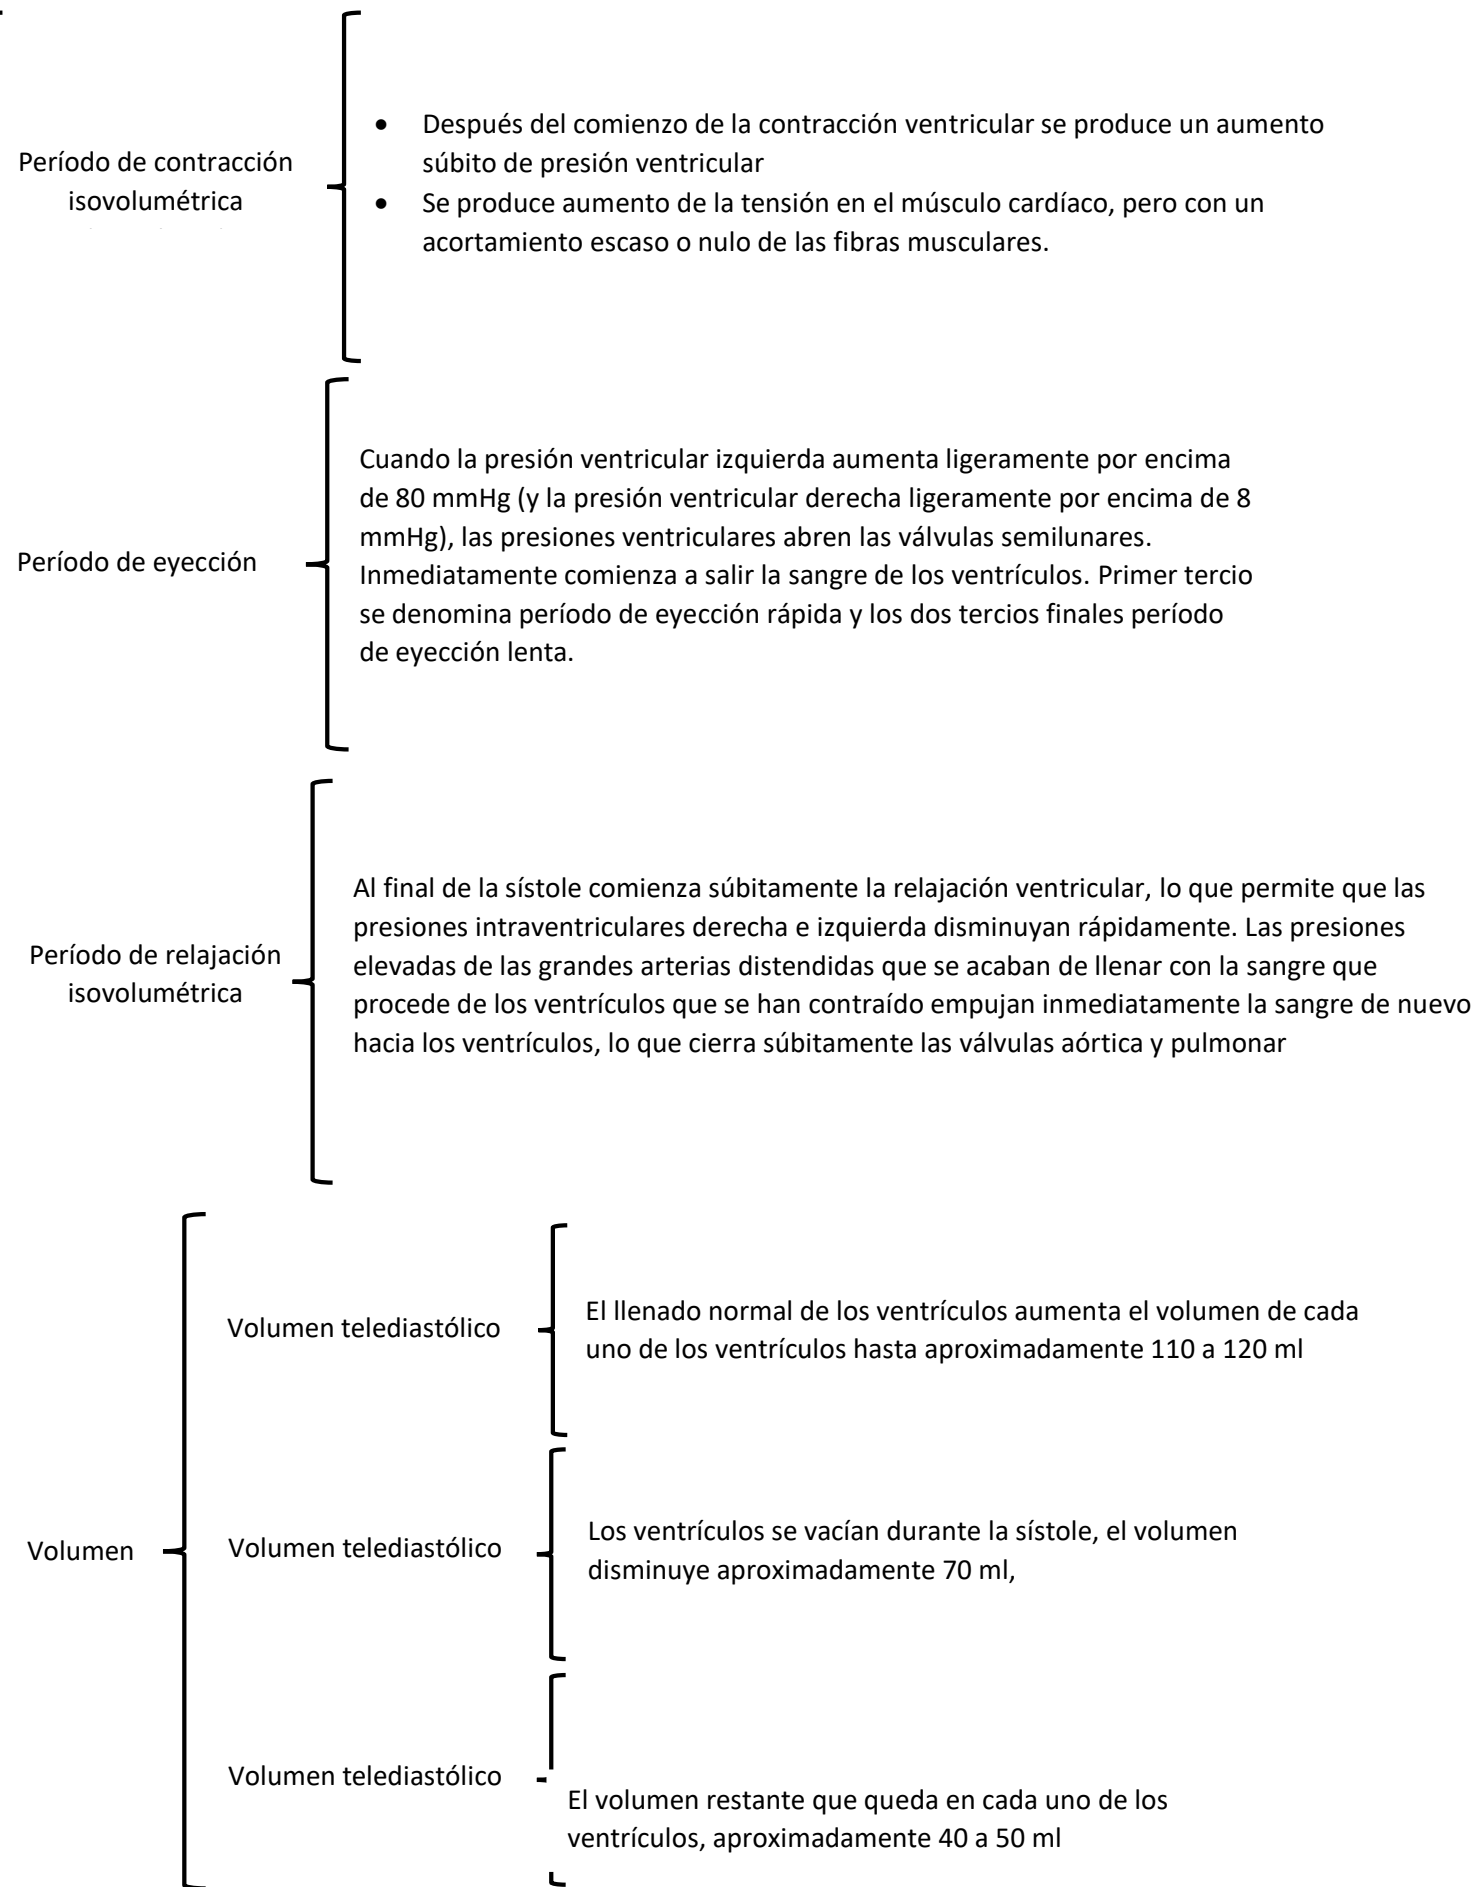 Período de contracción
isovolumétrica
• Después del comienzo de la contracción ventricular se produce un aumento
súbito de presión ventricular
• Se produce aumento de la tensión en el músculo cardíaco, pero con un
acortamiento escaso o nulo de las fibras musculares.
Período de eyección
Cuando la presión ventricular izquierda aumenta ligeramente por encima
de 80 mmHg (y la presión ventricular derecha ligeramente por encima de 8
mmHg), las presiones ventriculares abren las válvulas semilunares.
Inmediatamente comienza a salir la sangre de los ventrículos. Primer tercio
se denomina período de eyección rápida y los dos tercios finales período
de eyección lenta.
Período de relajación
isovolumétrica
Al final de la sístole comienza súbitamente la relajación ventricular, lo que permite que las
presiones intraventriculares derecha e izquierda disminuyan rápidamente. Las presiones
elevadas de las grandes arterias distendidas que se acaban de llenar con la sangre que
procede de los ventrículos que se han contraído empujan inmediatamente la sangre de nuevo
hacia los ventrículos, lo que cierra súbitamente las válvulas aórtica y pulmonar
Volumen
Volumen telediastólico
El llenado normal de los ventrículos aumenta el volumen de cada
uno de los ventrículos hasta aproximadamente 110 a 120 ml
Volumen telediastólico
Los ventrículos se vacían durante la sístole, el volumen
disminuye aproximadamente 70 ml,
Volumen telediastólico
El volumen restante que queda en cada uno de los
ventrículos, aproximadamente 40 a 50 ml